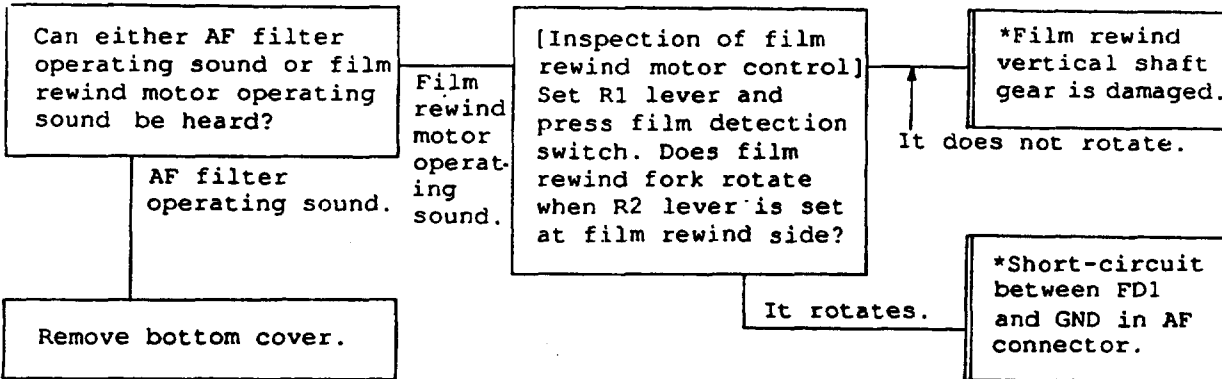 Can either AF filter
operating sound or film
rewind motor operating
sound be heard?
AF filter
operating sound.
Remove bottom cover.
Film
rewind
motor
operat-
ing
sound.
[Inspection of film
rewind motor control]
Set R1 lever and
press film detection
switch. Does film
rewind fork rotate
when R2 lever is set
at film rewind side?
It does not rotate.
*Film rewind
vertical shaft
gear is damaged.
It rotates.
*Short-circuit
between FD1
and GND in AF
connector.